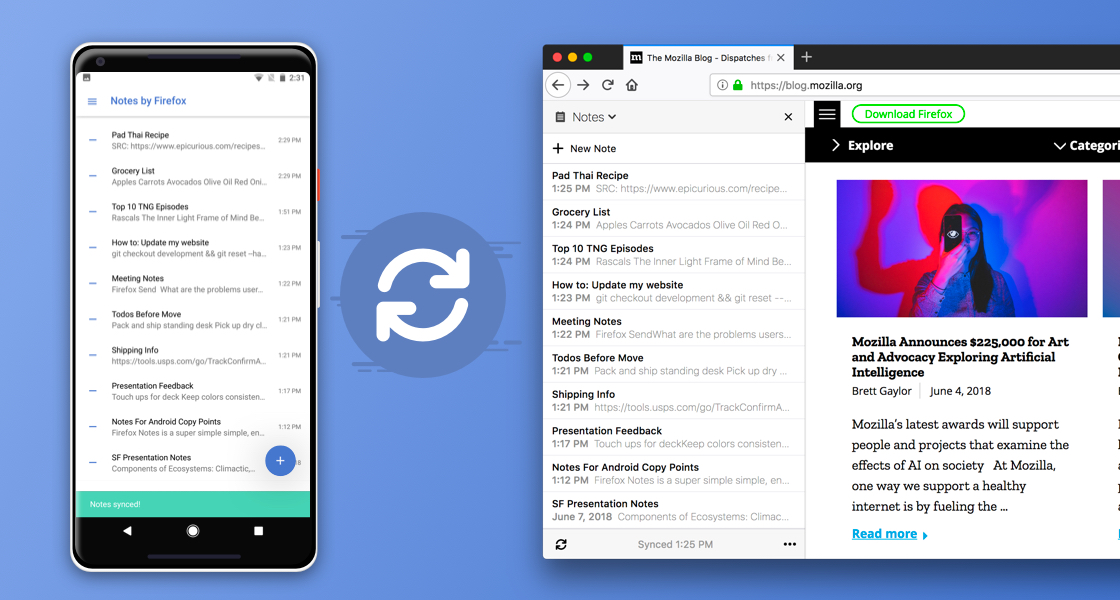 2:31
Notes by Firefox
Pad Thai Recipe
SRC: https://www.epicurious.com/recipes...
2:29 PM
Grocery List
Apples Carrots Avocados Olive Oil Red Oni...
2:29 PM
Top 10 TNG Episodes
Rascals The Inner Light Frame of Mind Be...
1:51 PM
How to: Update my website
git checkout development && git reset --ha...
1:23 PM
Meeting Notes
Firefox Send  What are the problems user...
1:22 PM
Todos Before Move
Pack and ship standing desk Pick up dry cl...
1:21 PM
Shipping Info
https://tools.usps.com/go/TrackConfirmA...
1:21 PM
Presentation Feedback
Touch ups for deck Keep colors consisten...
1:17 PM
Notes For Android Copy Points
Firefox Notes is a super simple simple, en...
1:12 PM
SF Presentation Notes
Components of Ecosystems: Climactic,...
Notes synced!
m The Mozilla Blog - Dispatches
https://blog.mozilla.org
Notes
New Note
Pad Thai Recipe
1:25 PM SRC: https://www.epicurious.com/recipe...
Grocery List
1:24 PM Apples Carrots Avocados Olive Oil Red O...
Top 10 TNG Episodes
1:24 PM Rascals The Inner Light Frame of Mind Be...
How to: Update my website
1:23 PM git checkout development && git reset --...
Meeting Notes
1:22 PM Firefox SendWhat are the problems users...
Todos Before Move
1:21 PM Pack and ship standing desk Pick up dry ...
Shipping Info
1:21 PM https://tools.usps.com/go/TrackConfirmA...
Presentation Feedback
1:17 PM Touch ups for deckKeep colors consisten...
Notes For Android Copy Points
1:12 PM Firefox Notes is a super simple simple, en...
SF Presentation Notes
June 7, 2018 Components of Ecosystems: Climac...
Synced 1:25 PM
Download Firefox
Explore
Categori
Mozilla Announces $225,000 for Art
and Advocacy Exploring Artificial
Intelligence
Brett Gaylor | June 4, 2018
Mozilla's latest awards will support
people and projects that examine the
effects of AI on society  At Mozilla,
one way we support a healthy
internet is by fueling the ...
Read more